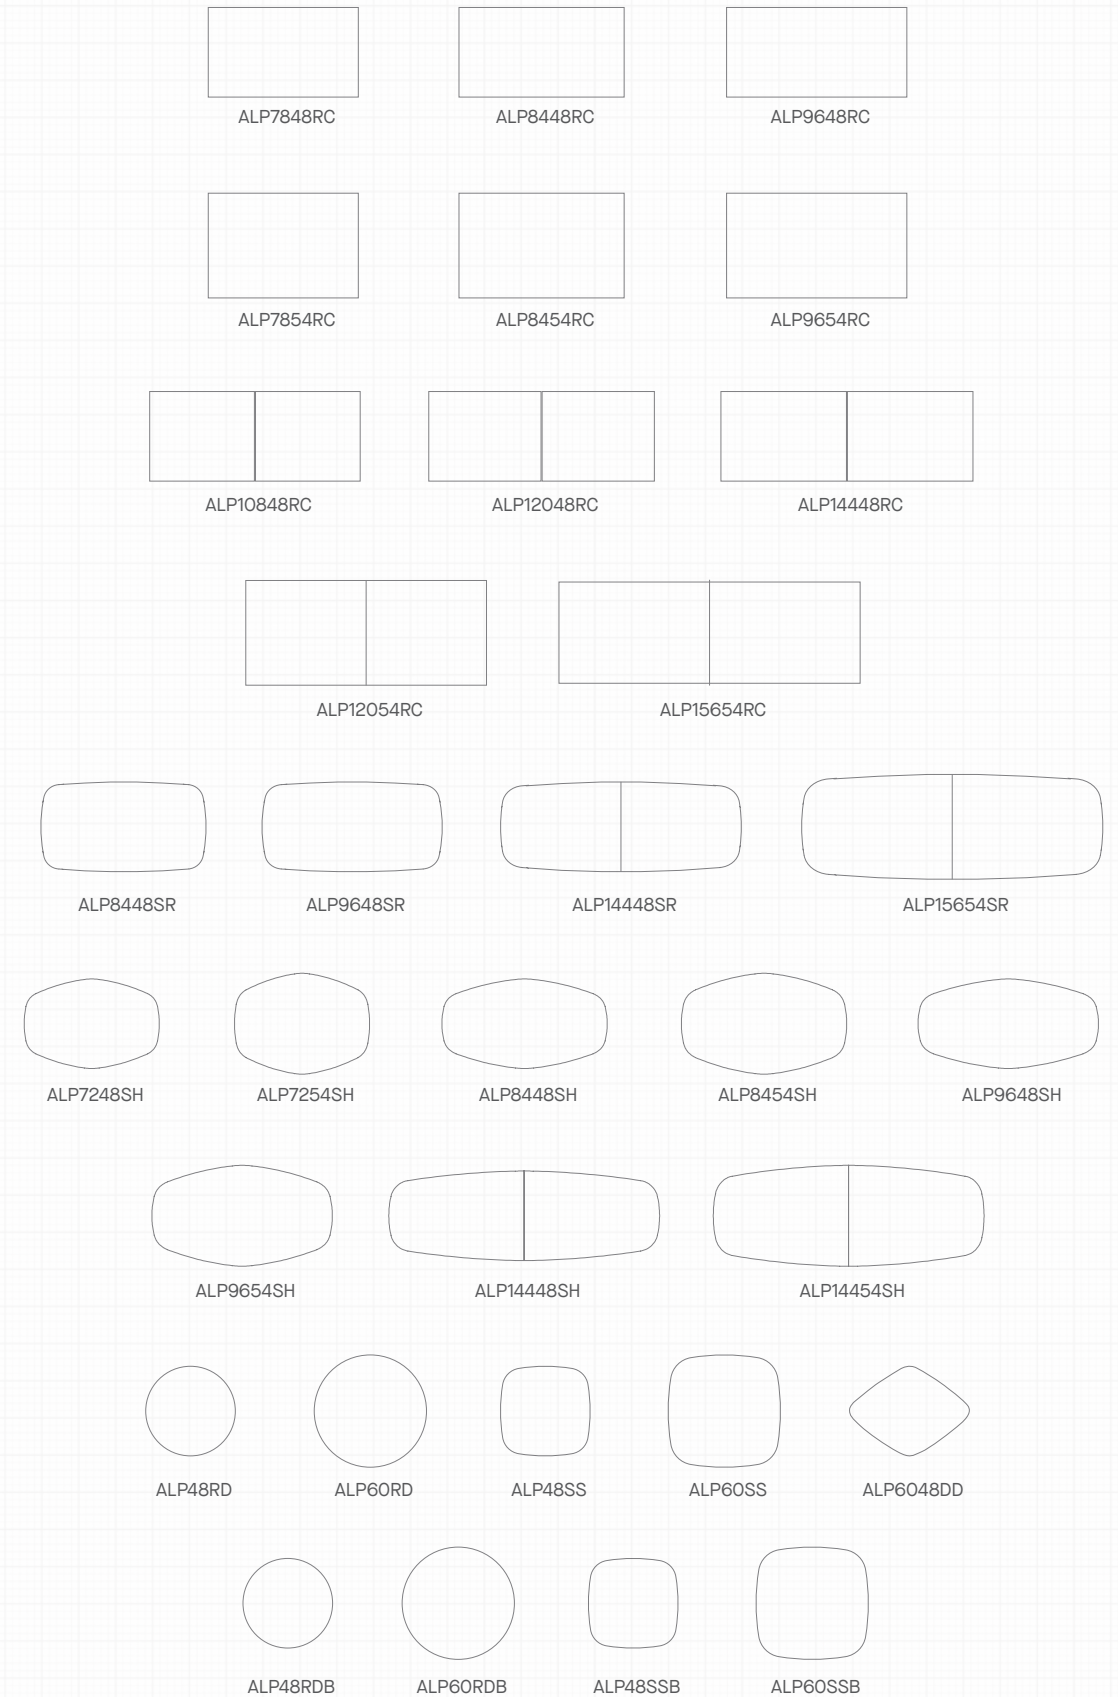 ALP7848RC ALP8448RC ALP9648RC
ALP7854RC ALP8454RC ALP9654RC
ALP10848RC ALP12048RC ALP14448RC
ALP12054RC ALP15654RC
ALP8448SR ALP9648SR ALP14448SR ALP15654SR
ALP7248SH ALP7254SH ALP8448SH ALP8454SH ALP9648SH
ALP9654SH ALP14448SH ALP14454SH
ALP48RD ALP60RD ALP48SS ALP60SS ALP6048DD
ALP48RDB ALP60RDB ALP48SSB ALP60SSB